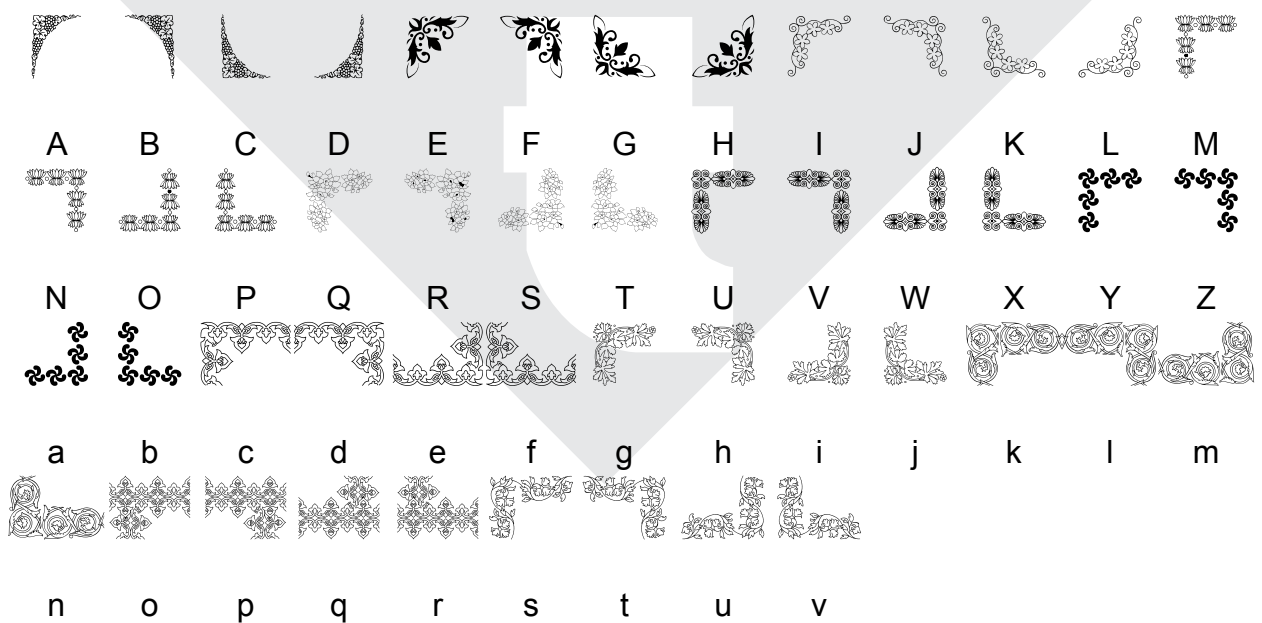 A B C D E F G H I J K L M
N O P Q R S T U V W X Y Z
a b c d e f g h i j k l m
n o p q r s t u v